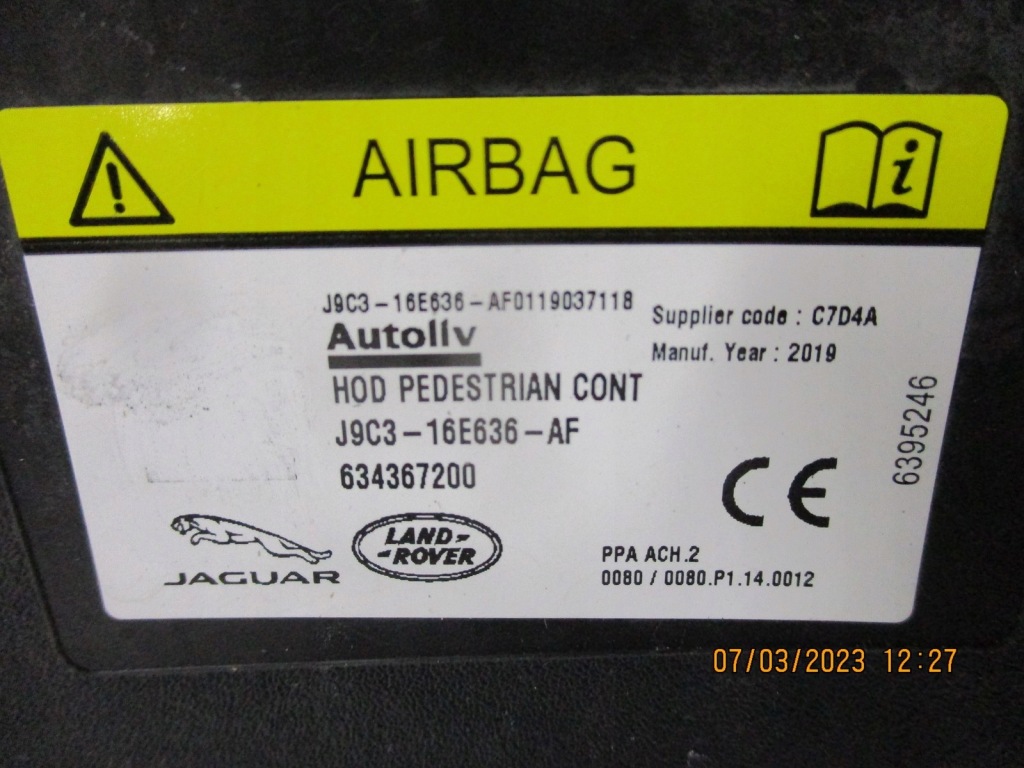 AIRBAG
J9C3-16E636-AF0119037118
Autoliv
HOD PEDESTRIAN CONT
J9C3-16E636-AF
634367200
Supplier code : C7D4A
Manuf. Year : 2019
6395246
CE
JAGUAR
LAND-
-ROVER
PPA ACH.2
0080 / 0080.P1.14.0012
07/03/2023 12:27